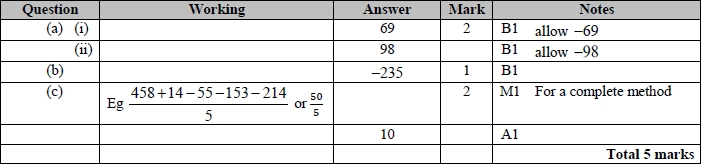 Question Working Answer Mark Notes
(a) (i) 69 2 B1 allow −69
(ii) 98 B1 allow −98
(b) −235 1 B1
(c) Eg (458+14−55−153−214)/5 or 50/5 2 M1 For a complete method
10 A1
Total 5 marks